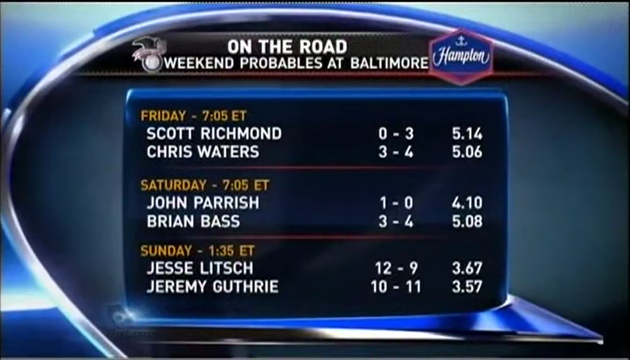 ON THE ROAD
WEEKEND PROBABLES AT BALTIMORE
Hampton
FRIDAY - 7:05 ET
SCOTT RICHMOND 0 - 3 5.14
CHRIS WATERS 3 - 4 5.06
SATURDAY - 7:05 ET
JOHN PARRISH 1 - 0 4.10
BRIAN BASS 3 - 4 5.08
SUNDAY - 1:35 ET
JESSE LITSCH 12 - 9 3.67
JEREMY GUTHRIE 10 - 11 3.57